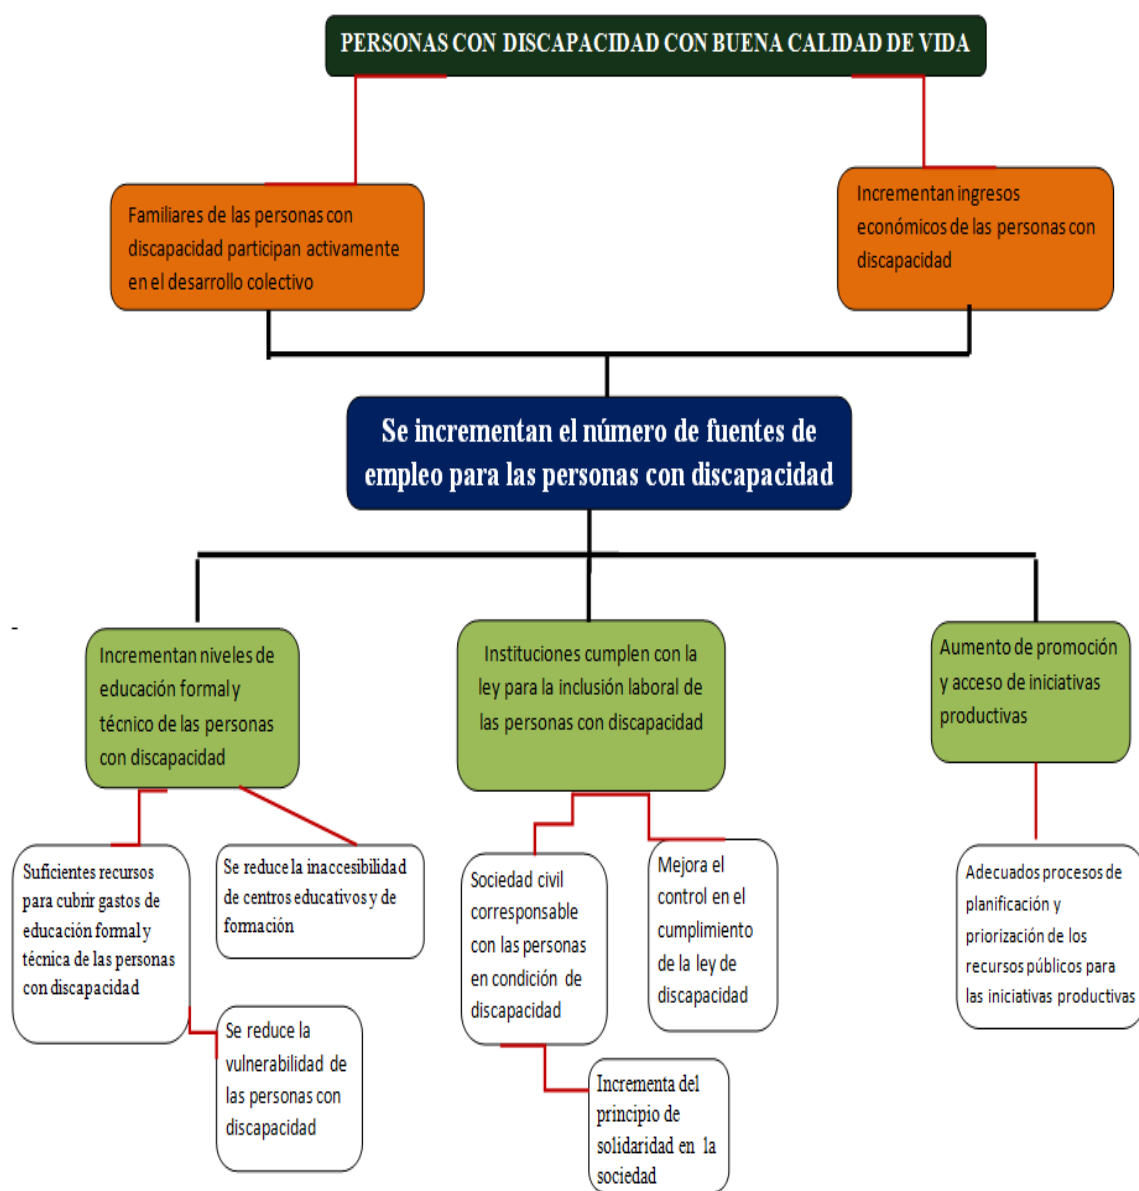 PERSONAS CON DISCAPACIDAD CON BUENA CALIDAD DE VIDA
Familiares de las personas con
discapacidad participan activamente
en el desarrollo colectivo
Incrementan ingresos
económicos de las personas con
discapacidad
Se incrementan el número de fuentes de
empleo para las personas con discapacidad
Incrementan niveles de
educación formal y
técnico de las personas
con discapacidad
Instituciones cumplen con la
ley para la inclusión laboral de
las personas con discapacidad
Aumento de promoción
y acceso de iniciativas
productivas
Suficientes recursos
para cubrir gastos de
educación formal y
técnica de las personas
con discapacidad
Se reduce la inaccesibilidad
de centros educativos y de
formación
Sociedad civil
corresponsable
con las personas
en condición de
discapacidad
Mejora el
control en el
cumplimiento
de la ley de
discapacidad
Adecuados procesos de
planificación y
priorización de los
recursos públicos para
las iniciativas productivas
Se reduce la
vulnerabilidad de
las personas con
discapacidad
Incrementa del
principio de
solidaridad en la
sociedad